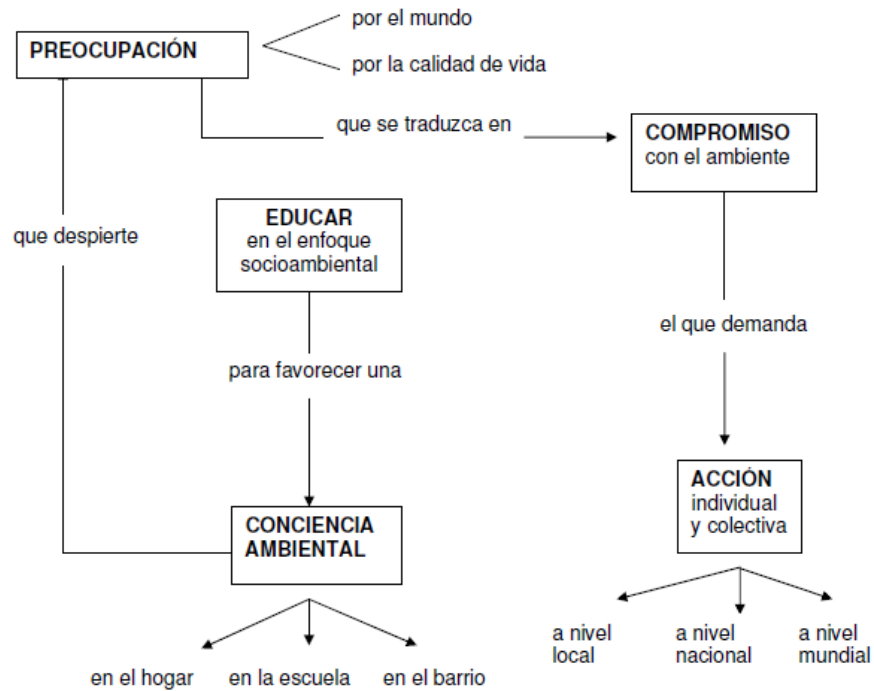 por el mundo
PREOCUPACIÓN
por la calidad de vida
que se traduzca en
COMPROMISO
con el ambiente
que despierte
EDUCAR
en el enfoque
socioambiental
el que demanda
para favorecer una
ACCIÓN
individual
y colectiva
CONCIENCIA
AMBIENTAL
a nivel
local
a nivel
nacional
a nivel
mundial
en el hogar
en la escuela
en el barrio